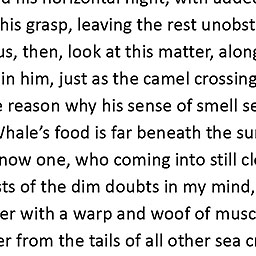 his horizontal flight, with added
his grasp, leaving the rest unobst
us, then, look at this matter, along
in him, just as the camel crossing
reason why his sense of smell se
Whale's food is far beneath the su
now one, who coming into still cl
sts of the dim doubts in my mind,
er with a warp and woof of musc
er from the tails of all other sea c